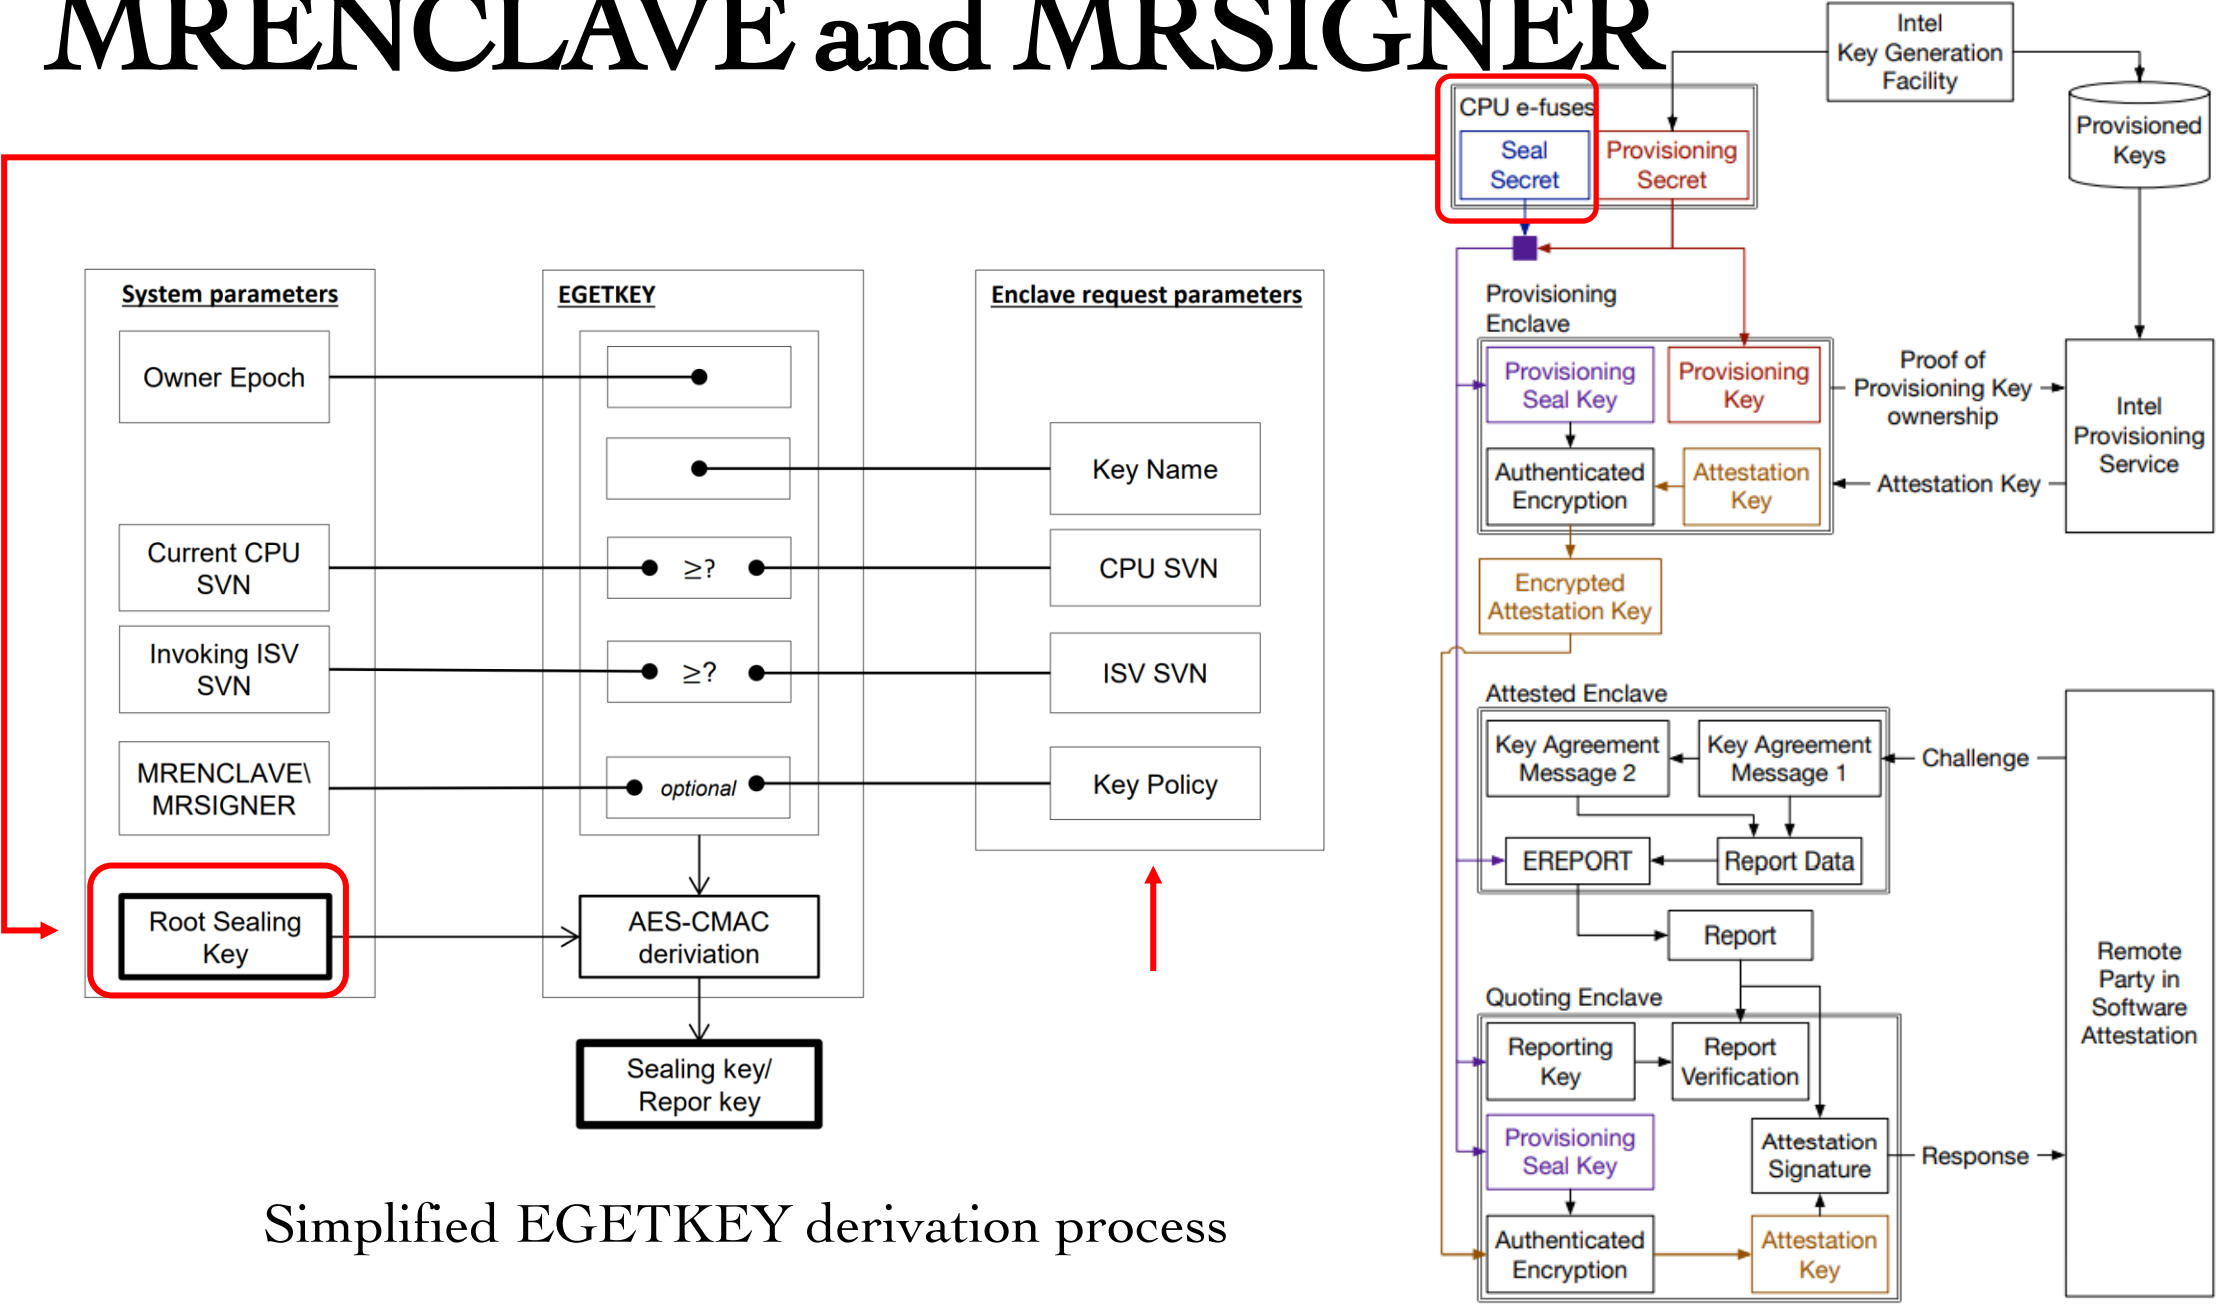 MRENCLAVE and MRSIGNER
System parameters
Owner Epoch
Current CPU
SVN
Invoking ISV
SVN
MRENCLAVE\
MRSIGNER
Root Sealing
Key
EGETKEY
≥?
≥?
optional
AES-CMAC
deriviation
Sealing key/
Repor key
Enclave request parameters
Key Name
CPU SVN
ISV SVN
Key Policy
Simplified EGETKEY derivation process
Intel
Key Generation
Facility
CPU e-fuses
Seal
Secret
Provisioning
Secret
Provisioned
Keys
Provisioning
Enclave
Provisioning
Seal Key
Provisioning
Key
Proof of
Provisioning Key
ownership
Intel
Provisioning
Service
Authenticated
Encryption
Attestation
Key
Attestation Key
Encrypted
Attestation Key
Attested Enclave
Key Agreement
Message 2
Key Agreement
Message 1
Challenge
EREPORT
Report Data
Report
Remote
Party in
Software
Attestation
Quoting Enclave
Reporting
Key
Report
Verification
Provisioning
Seal Key
Attestation
Signature
Response
Authenticated
Encryption
Attestation
Key